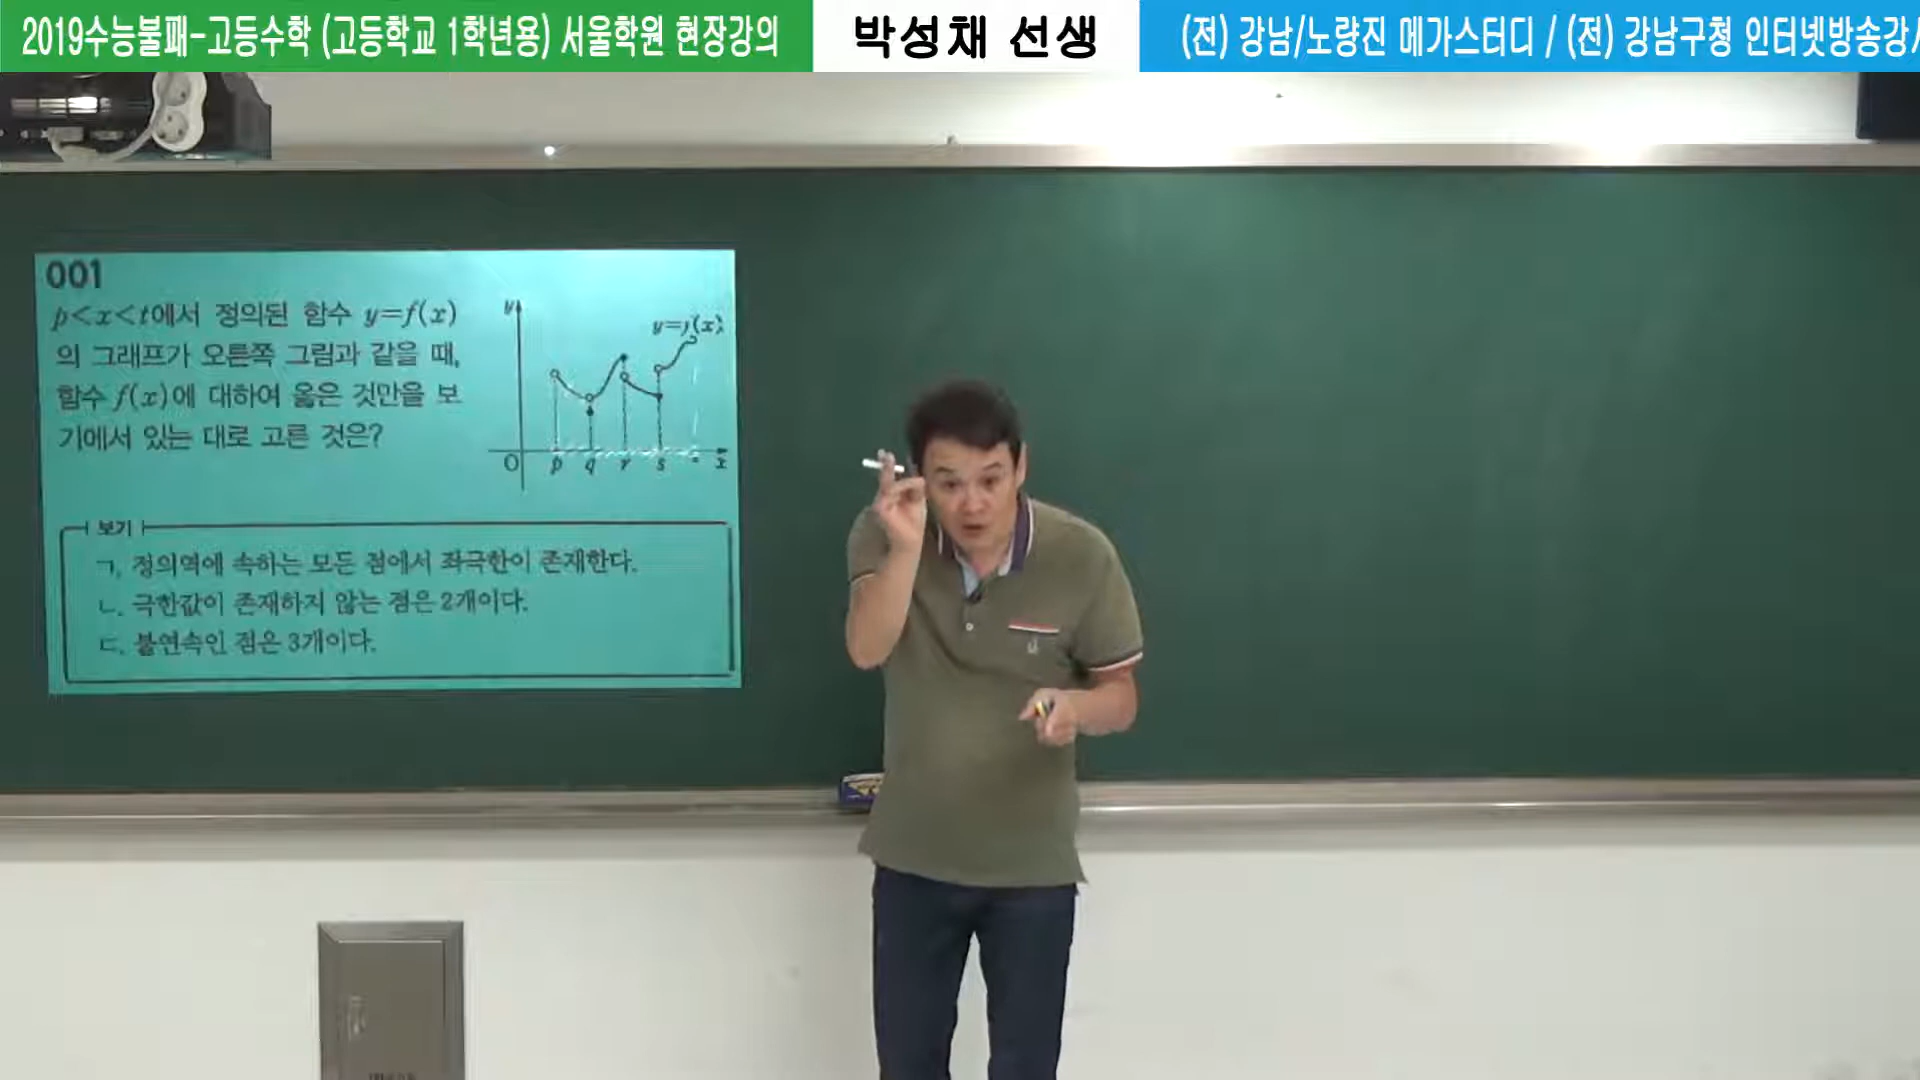 2019수능불패-고등수학 (고등학교 1학년용) 서울학원 현장강의
박성채 선생
(전) 강남/노량진 메가스터디 / (전) 강남구청 인터넷방송강
001
p<x<t에서 정의된 함수 y=f(x)
의 그래프가 오른쪽 그림과 같을 때,
함수 f(x)에 대하여 옳은 것만을 보
기에서 있는 대로 고른 것은?
y
y=f(x)
O p q r s x
보기
ㄱ. 정의역에 속하는 모든 점에서 좌극한이 존재한다.
ㄴ. 극한값이 존재하지 않는 점은 2개이다.
ㄷ. 불연속인 점은 3개이다.